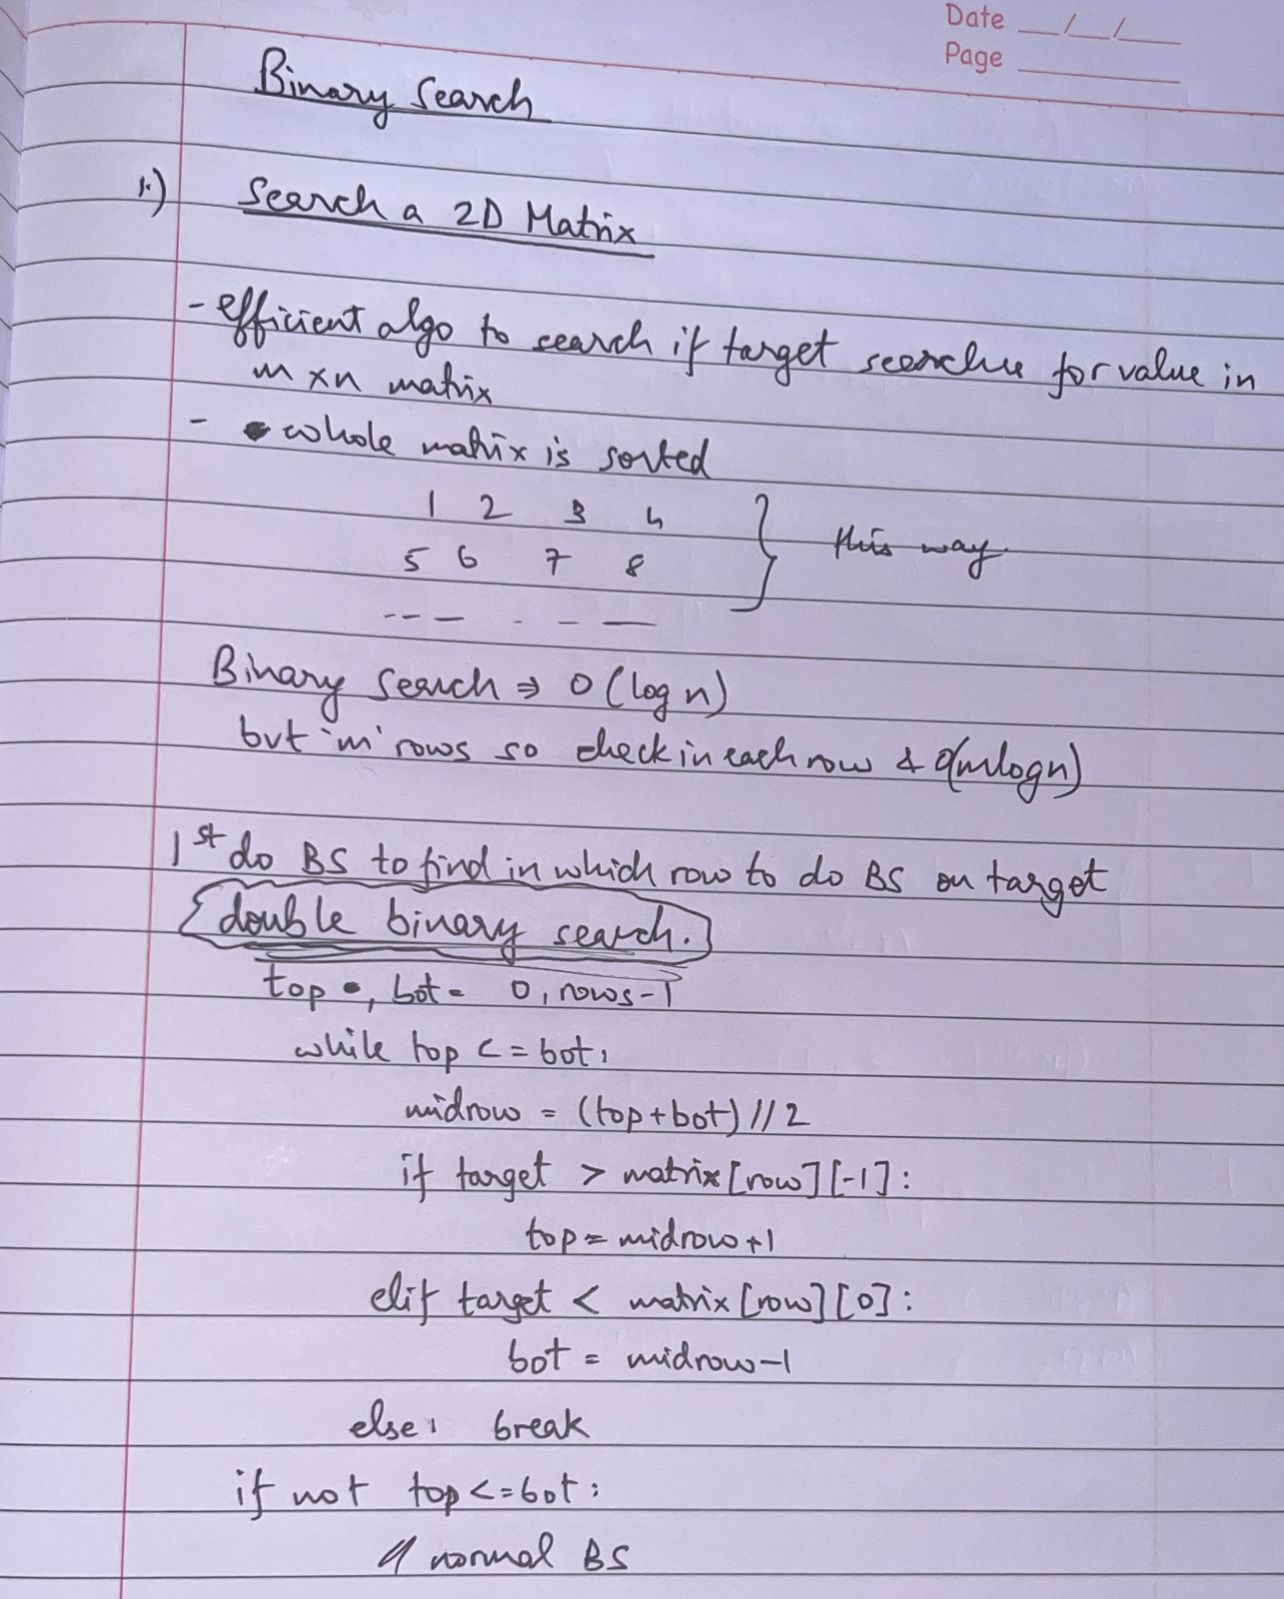 Date __/__/__
Page ______
Binary Search
1.) Search a 2D Matrix
- efficient algo to search if target searches for value in
m x n matrix
- whole matrix is sorted
1 2 3 4
5 6 7 8
} this way
-- — . - - —
Binary Search ⇒ O(log n)
but 'm' rows so check in each row & O(mlogn)
1st do BS to find in which row to do BS on target
{double binary search.}
top, bot = 0, rows-1
while top <= bot:
midrow = (top+bot)//2
if target > matrix[row][-1]:
top = midrow+1
elif target < matrix[row][0]:
bot = midrow-1
else: break
if not top <= bot:
normal BS